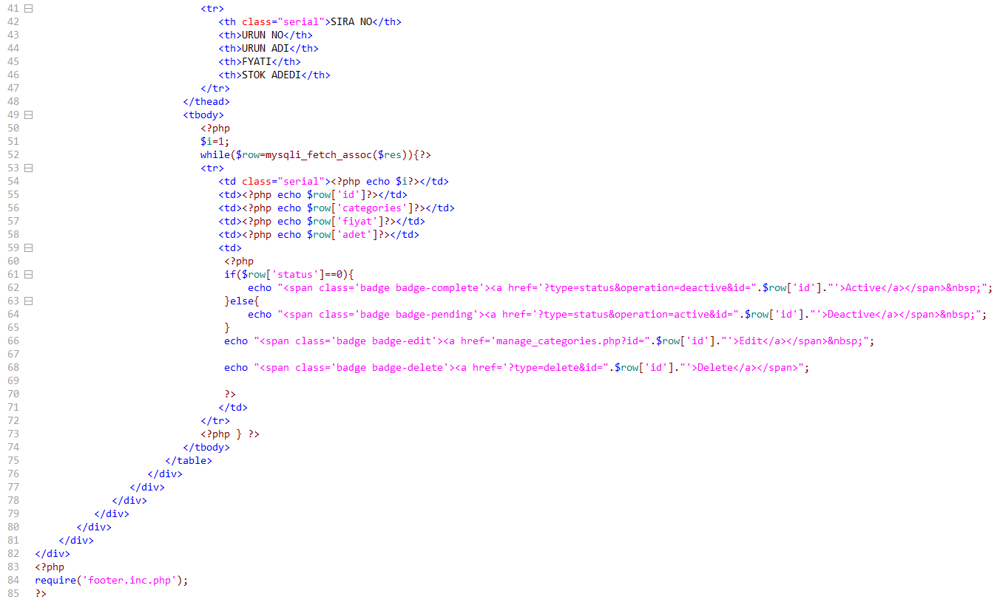 41 <tr>
42 <th class="serial">SIRA NO</th>
43 <th>URUN NO</th>
44 <th>URUN ADI</th>
45 <th>FYATI</th>
46 <th>STOK ADEDI</th>
47 </tr>
48 </thead>
49 <tbody>
50 <?php
51 $i=1;
52 while($row=mysqli_fetch_assoc($res)){?>
53 <tr>
54 <td class="serial"><?php echo $i?></td>
55 <td><?php echo $row['id']?></td>
56 <td><?php echo $row['categories']?></td>
57 <td><?php echo $row['fiyat']?></td>
58 <td><?php echo $row['adet']?></td>
59 <td>
60 <?php
61 if($row['status']==0){
62 echo "<span class='badge badge-complete'><a href='?type=status&operation=deactive&id=".$row['id']."'>Active</a></span>&nbsp;";
63 }else{
64 echo "<span class='badge badge-pending'><a href='?type=status&operation=active&id=".$row['id']."'>Deactive</a></span>&nbsp;";
65 }
66 echo "<span class='badge badge-edit'><a href='manage_categories.php?id=".$row['id']."'>Edit</a></span>&nbsp;";
67
68 echo "<span class='badge badge-delete'><a href='?type=delete&id=".$row['id']."'>Delete</a></span>";
69
70 ?>
71 </td>
72 </tr>
73 <?php } ?>
74 </tbody>
75 </table>
76 </div>
77 </div>
78 </div>
79 </div>
80 </div>
81 </div>
82 </div>
83 <?php
84 require('footer.inc.php');
85 ?>